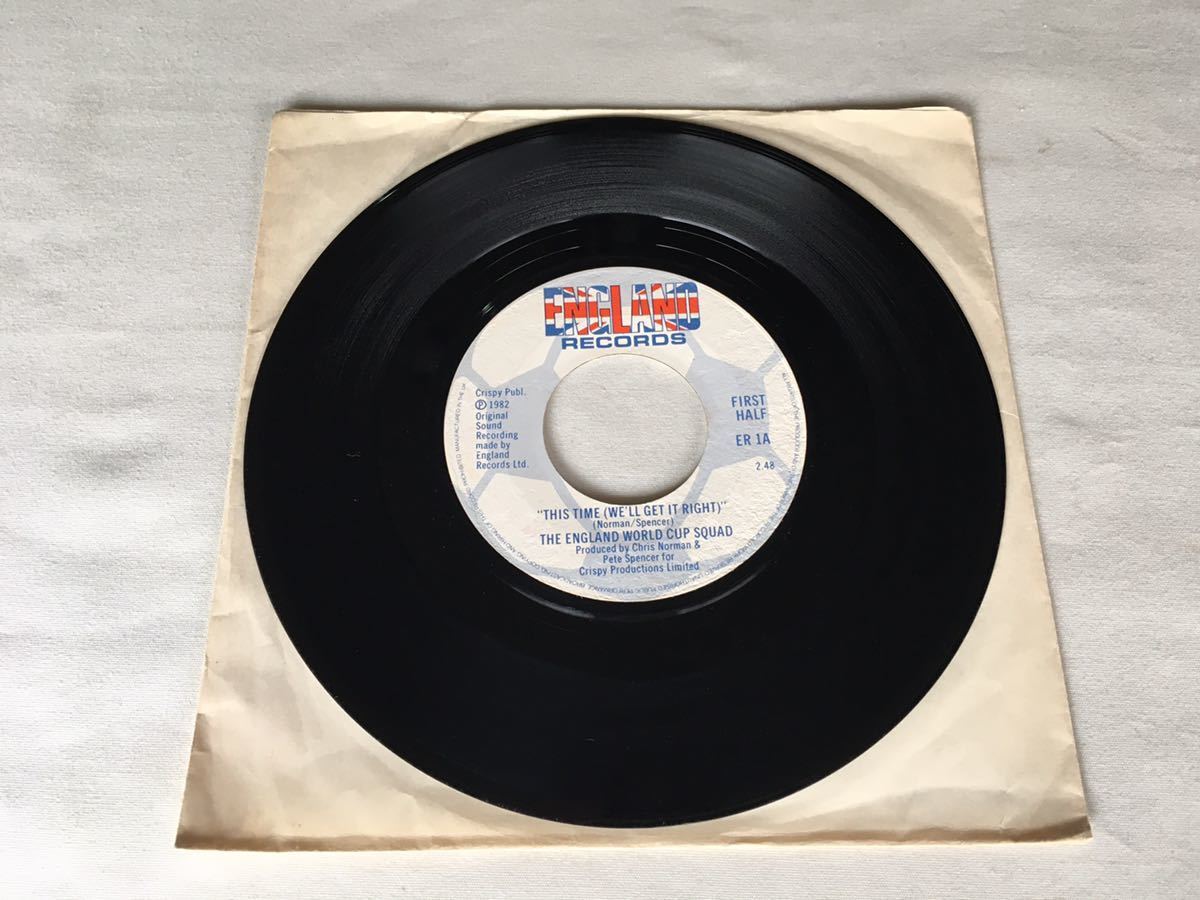 ENGLAND
RECORDS
Crispy Publ.
Ⓟ 1982
Original
Sound
Recording
made by
England
Records Ltd.
FIRST
HALF
ER 1A
2.48
"THIS TIME (WE'LL GET IT RIGHT)"
(Norman/Spencer)
THE ENGLAND WORLD CUP SQUAD
Produced by Chris Norman &
Pete Spencer for
Crispy Productions Limited